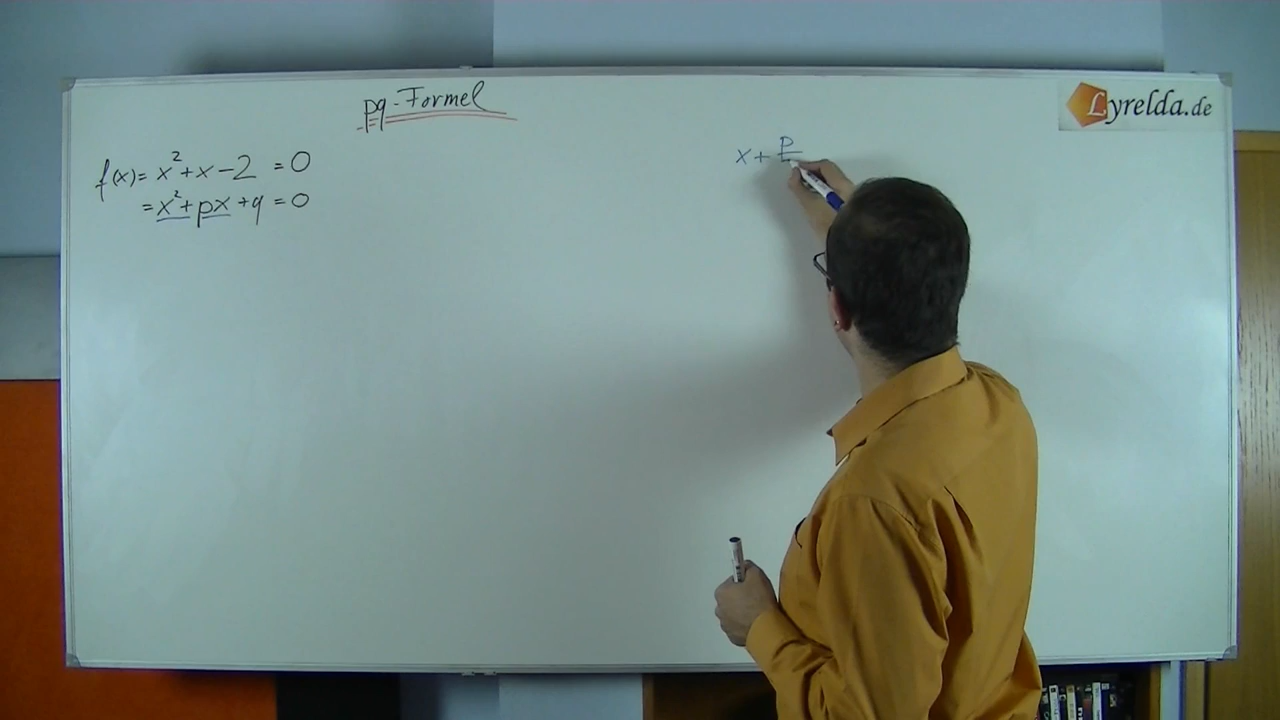 pq-Formel
Lyrelda.de
f(x) = x² + x - 2 = 0
= x² + px + q = 0
x + p